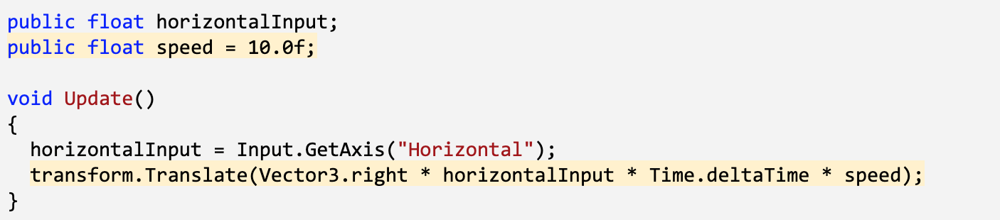 public float horizontalInput;
public float speed = 10.0f;

void Update()
{
  horizontalInput = Input.GetAxis("Horizontal");
  transform.Translate(Vector3.right * horizontalInput * Time.deltaTime * speed);
}